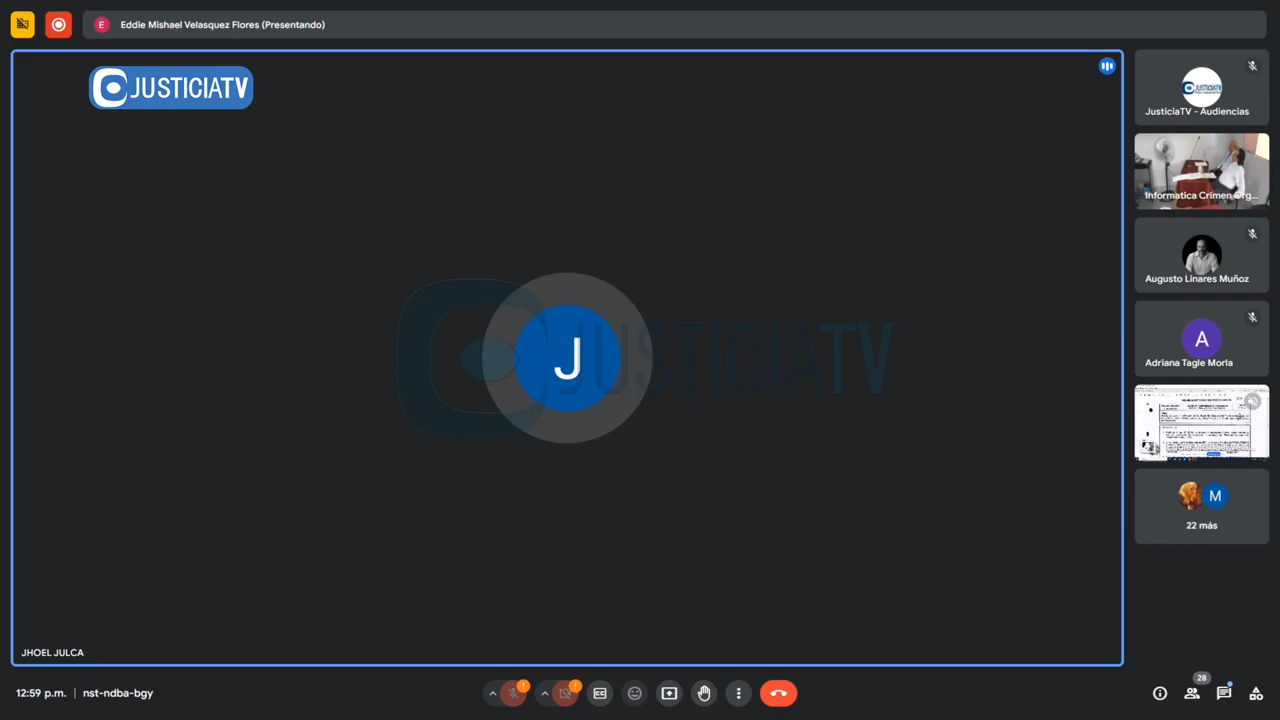 Eddie Mishael Velasquez Flores (Presentando)
JUSTICIATV
JUSTICIATV
J
JHOEL JULCA
JusticiaTV - Audiencias
Informatica Crimen Org...
Augusto Linares Muñoz
A
Adriana Tagle Morla
M
22 más
12:59 p.m. | nst-ndba-bgy
28